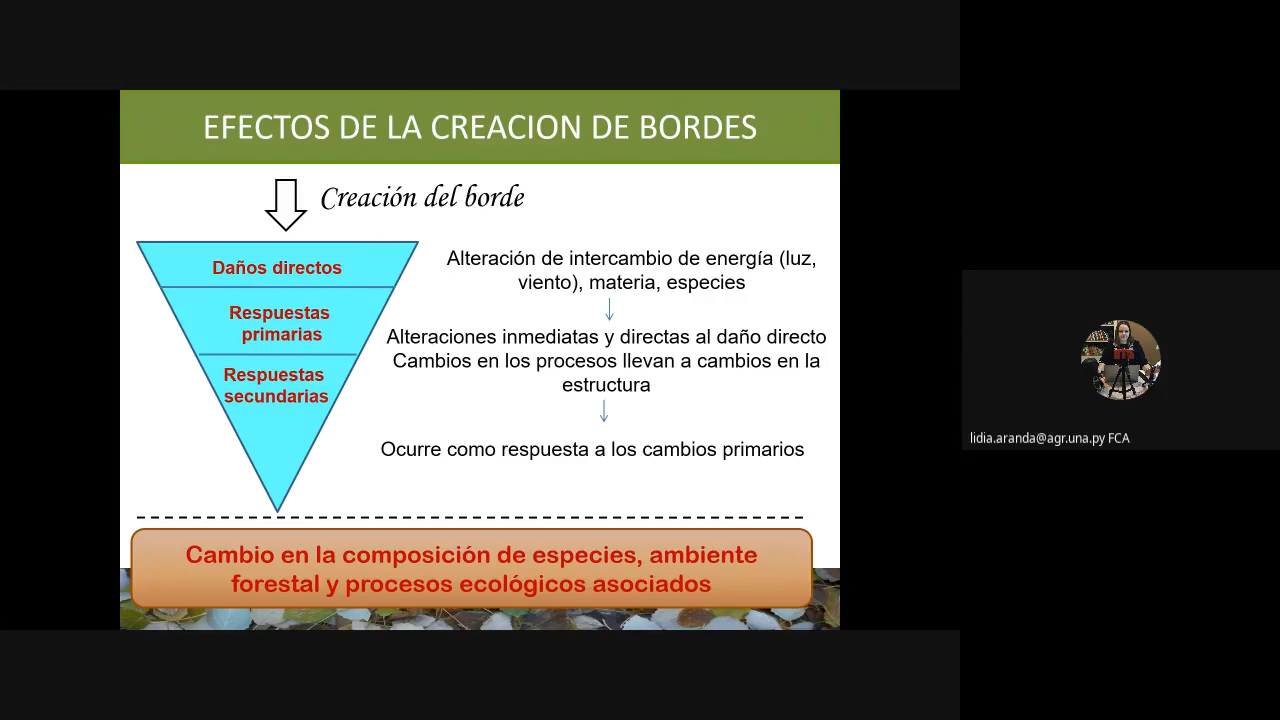 EFECTOS DE LA CREACION DE BORDES
Creación del borde
Daños directos
Respuestas
primarias
Respuestas
secundarias
Alteración de intercambio de energía (luz,
viento), materia, especies
Alteraciones inmediatas y directas al daño directo
Cambios en los procesos llevan a cambios en la
estructura
Ocurre como respuesta a los cambios primarios
Cambio en la composición de especies, ambiente
forestal y procesos ecológicos asociados
lidia.aranda@agr.una.py FCA